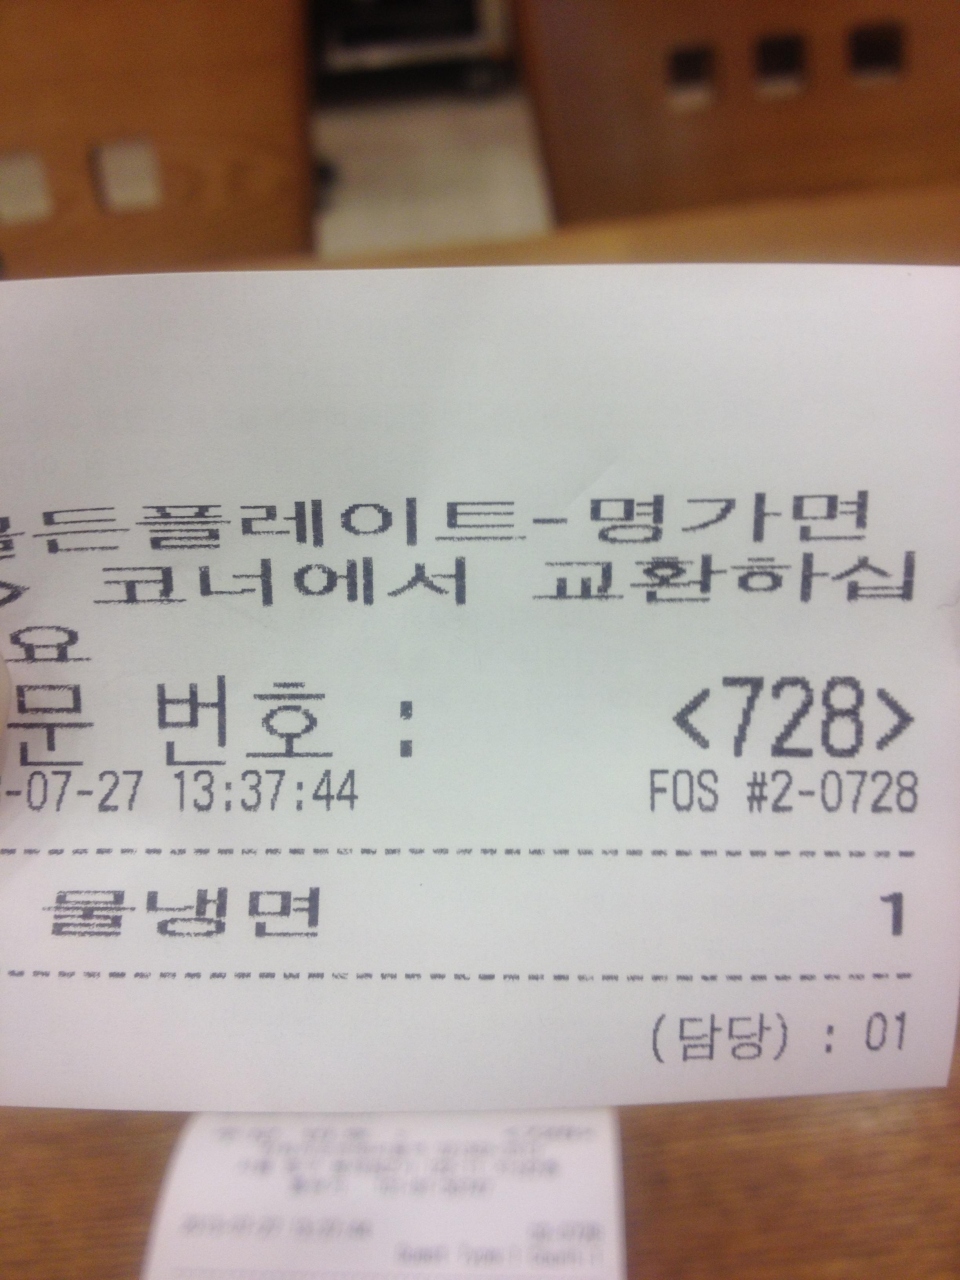 든플레이트-명가면
> 코너에서 교환하십
요
문 번호 : <728>
-07-27 13:37:44 FOS #2-0728
물냉면 1
(담당) : 01